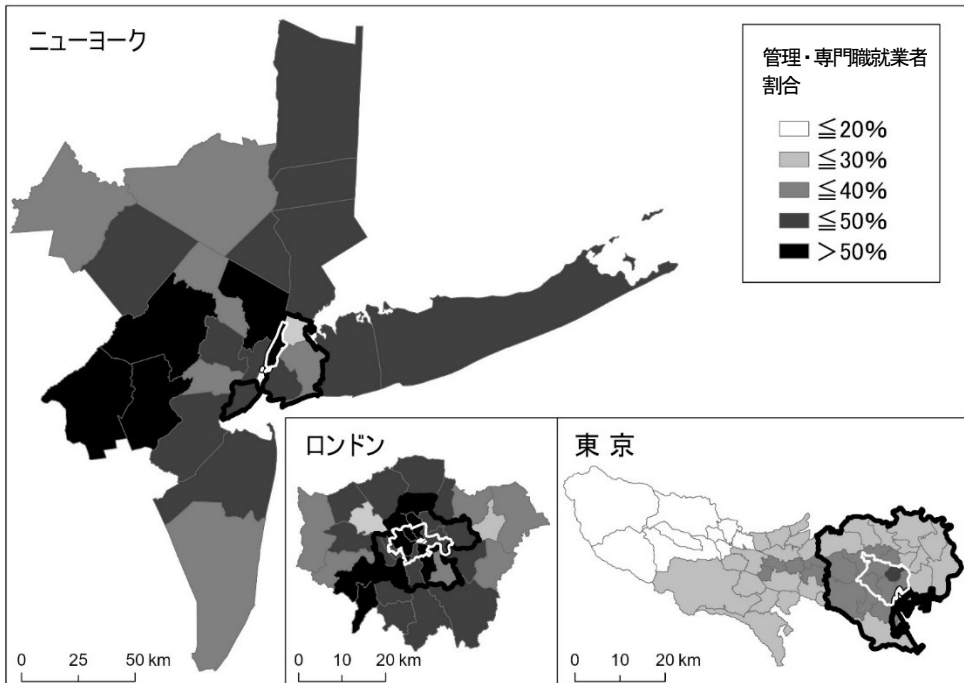 ニューヨーク
管理・専門職就業者
割合
≦20%
≦30%
≦40%
≦50%
＞50%
0 25 50 km
ロンドン
0 10 20 km
東 京
0 10 20 km